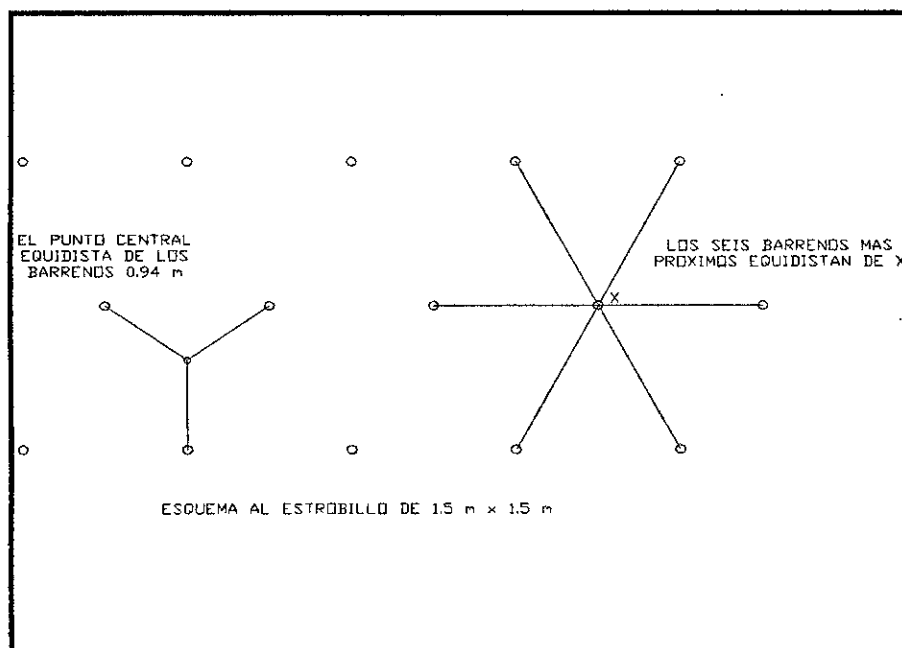 EL PUNTO CENTRAL
EQUIDISTA DE LOS
BARRENOS 0.94 m
LOS SEIS BARRENOS MAS
PROXIMOS EQUIDISTAN DE X
X
ESQUEMA AL ESTROBILLO DE 1.5 m x 1.5 m